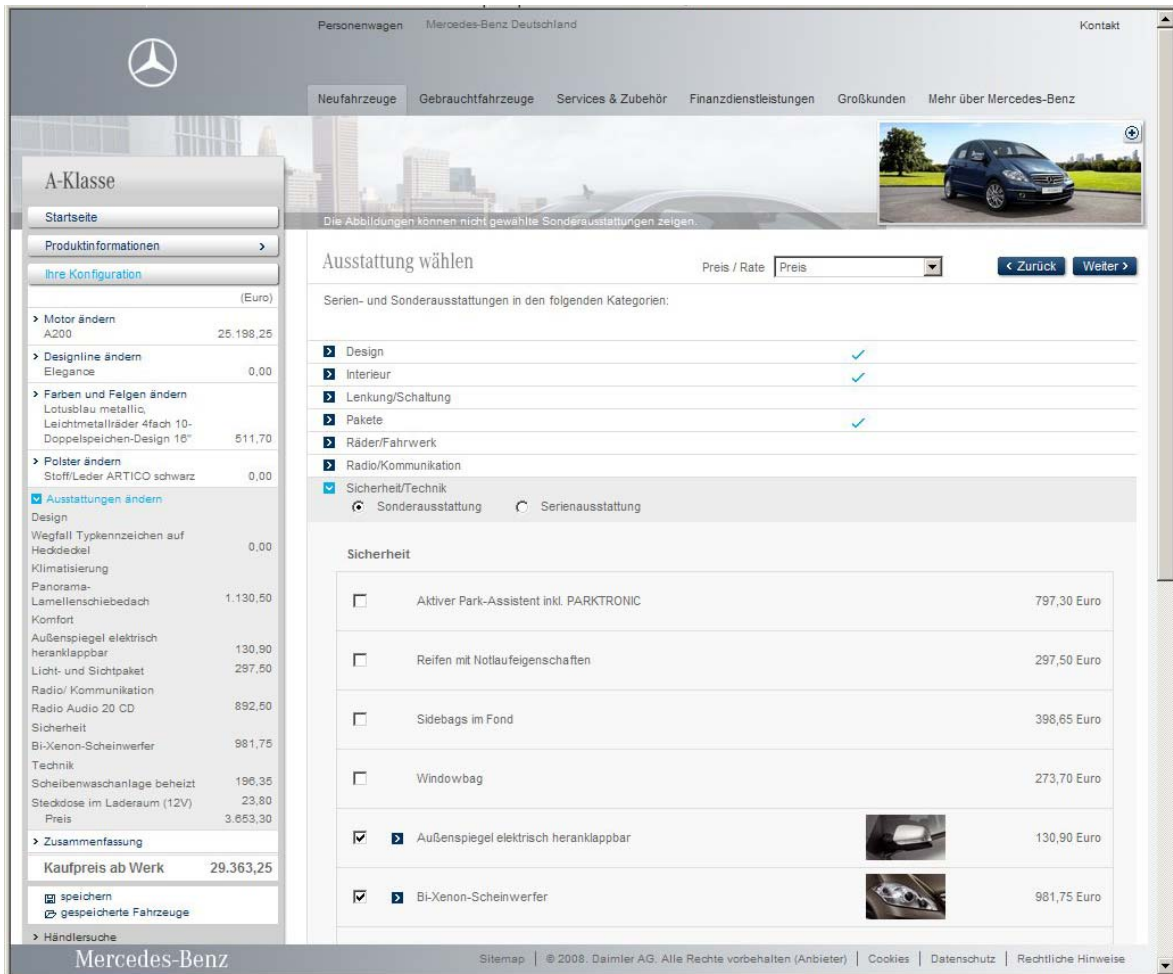 Personenwagen Mercedes-Benz Deutschland Kontakt
Neufahrzeuge Gebrauchtfahrzeuge Services & Zubehör Finanzdienstleistungen Großkunden Mehr über Mercedes-Benz
Die Abbildungen können nicht gewählte Sonderausstattungen zeigen.
A-Klasse
Startseite
Produktinformationen
Ihre Konfiguration
(Euro)
Motor ändern
A200 25.198,25
Designline ändern
Elegance 0,00
Farben und Felgen ändern
Lotusblau metallic,
Leichtmetallräder 4fach 10-
Doppelspeichen-Design 16" 511,70
Polster ändern
Stoff/Leder ARTICO schwarz 0,00
Ausstattungen ändern
Design
Wegfall Typkennzeichen auf
Heckdeckel 0,00
Klimatisierung
Panorama-
Lamellenschiebedach 1.130,50
Komfort
Außenspiegel elektrisch
heranklappbar 130,90
Licht- und Sichtpaket 297,50
Radio/ Kommunikation
Radio Audio 20 CD 892,50
Sicherheit
Bi-Xenon-Scheinwerfer 981,75
Technik
Scheibenwaschanlage beheizt 196,35
Steckdose im Laderaum (12V) 23,80
Preis 3.653,30
Zusammenfassung
Kaufpreis ab Werk 29.363,25
speichern
gespeicherte Fahrzeuge
Händlersuche
Ausstattung wählen Preis / Rate Preis Zurück Weiter
Serien- und Sonderausstattungen in den folgenden Kategorien:
Design
Interieur
Lenkung/Schaltung
Pakete
Räder/Fahrwerk
Radio/Kommunikation
Sicherheit/Technik
Sonderausstattung Serienausstattung
Sicherheit
Aktiver Park-Assistent inkl. PARKTRONIC 797,30 Euro
Reifen mit Notlaufeigenschaften 297,50 Euro
Sidebags im Fond 398,65 Euro
Windowbag 273,70 Euro
Außenspiegel elektrisch heranklappbar 130,90 Euro
Bi-Xenon-Scheinwerfer 981,75 Euro
Mercedes-Benz Sitemap | © 2008. Daimler AG. Alle Rechte vorbehalten (Anbieter) | Cookies | Datenschutz | Rechtliche Hinweise